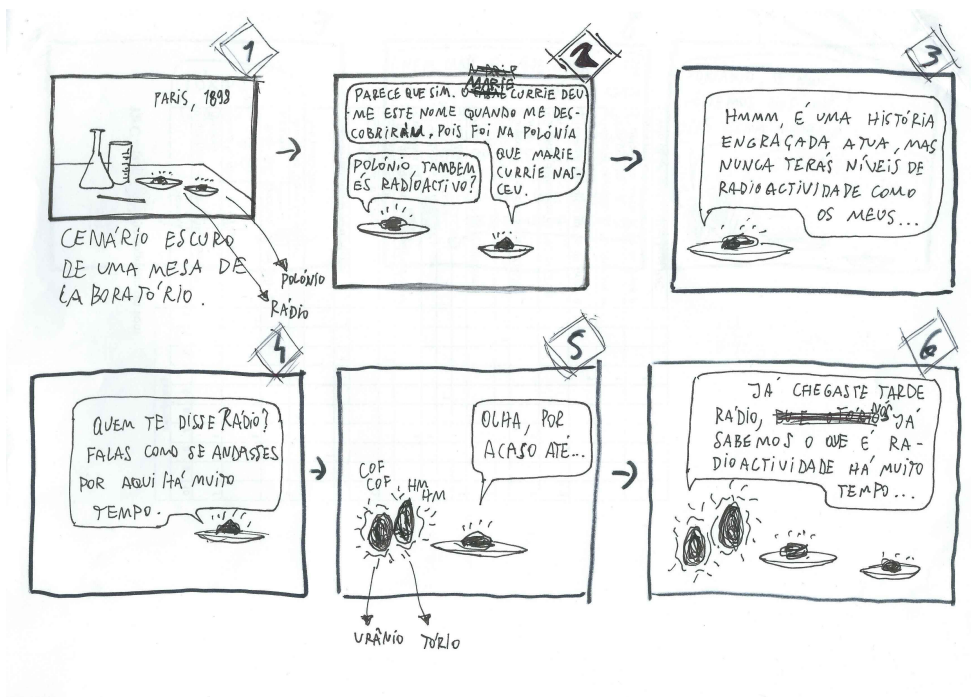 1
PARIS, 1898
CENÁRIO ESCURO
DE UMA MESA DE
LABORATÓRIO.
POLÓNIO
RÁDIO
2
MARIE
PARECE QUE SIM. CURRIE DEU-
-ME ESTE NOME QUANDO ME DES-
COBRIRAM, POIS FOI NA POLÓNIA
QUE MARIE
CURRIE NAS-
CEU.
POLÓNIO, TAMBÉM
ÉS RADIOACTIVO?
3
HMMM, É UMA HISTÓRIA
ENGRAÇADA A TUA, MAS
NUNCA TERÁS NÍVEIS DE
RADIOACTIVIDADE COMO
OS MEUS...
4
QUEM TE DISSE RÁDIO?
FALAS COMO SE ANDASSES
POR AQUI HÁ MUITO
TEMPO.
5
OLHA, POR
ACASO ATÉ...
COF
COF
HM
HM
URÂNIO
TÓRIO
6
JÁ CHEGASTE TARDE
RÁDIO, NÓS JÁ
SABEMOS O QUE É RA-
DIOACTIVIDADE HÁ MUITO
TEMPO...